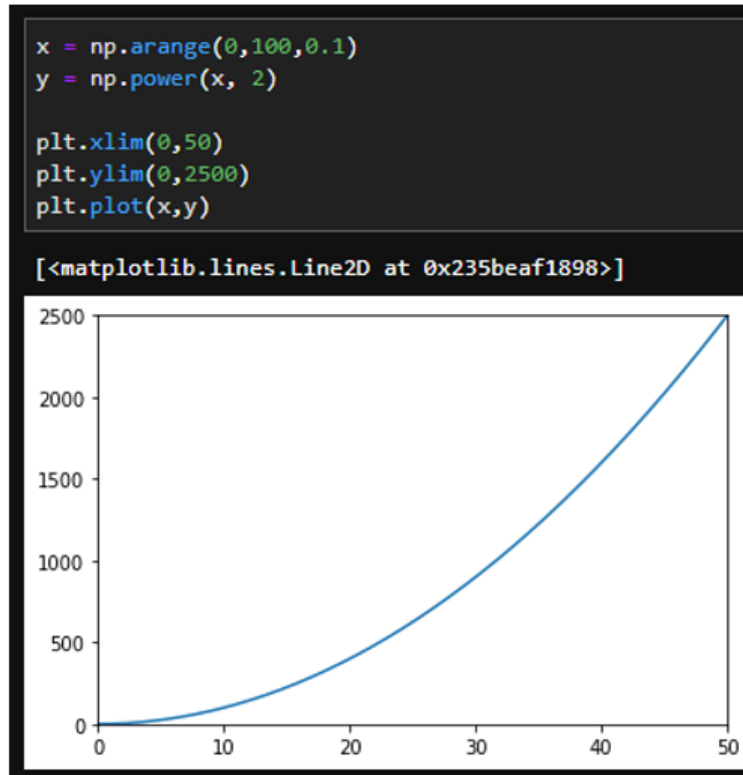 x = np.arange(0,100,0.1)
y = np.power(x, 2)
plt.xlim(0,50)
plt.ylim(0,2500)
plt.plot(x,y)
[<matplotlib.lines.Line2D at 0x235beaf1898>]
2500
2000
1500
1000
500
0
0 10 20 30 40 50